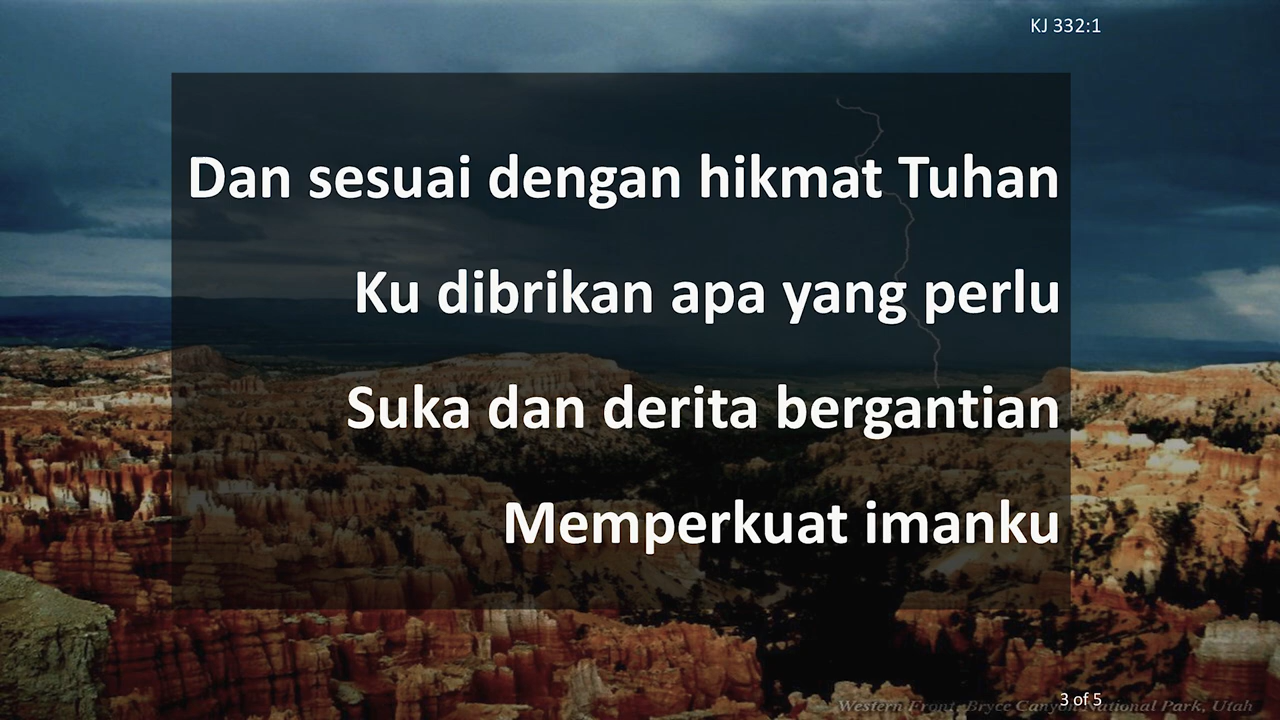 KJ 332:1
Dan sesuai dengan hikmat Tuhan
Ku dibrikan apa yang perlu
Suka dan derita bergantian
Memperkuat imanku
3 of 5
Western Front, Bryce Canyon National Park, Utah